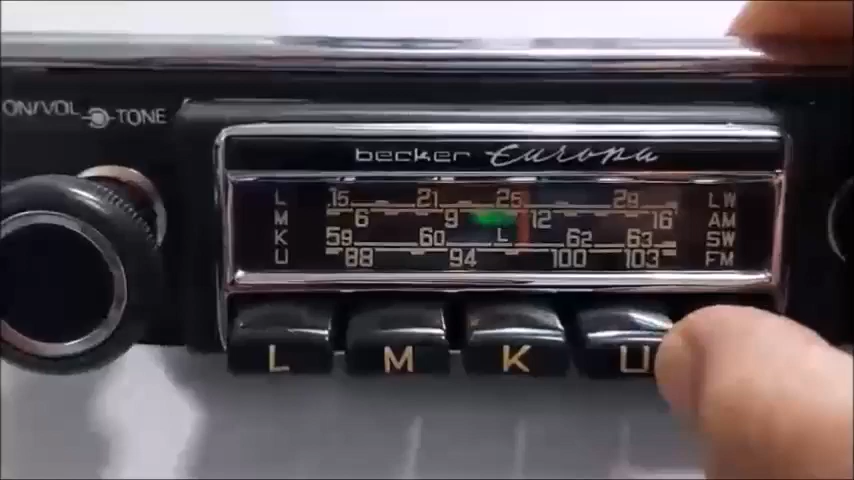 ON/VOL TONE
becker Europa
L 15 21 26 29 LW
M 6 9 12 16 AM
K 59 60 L 62 63 SW
U 88 94 100 103 FM
L M K U